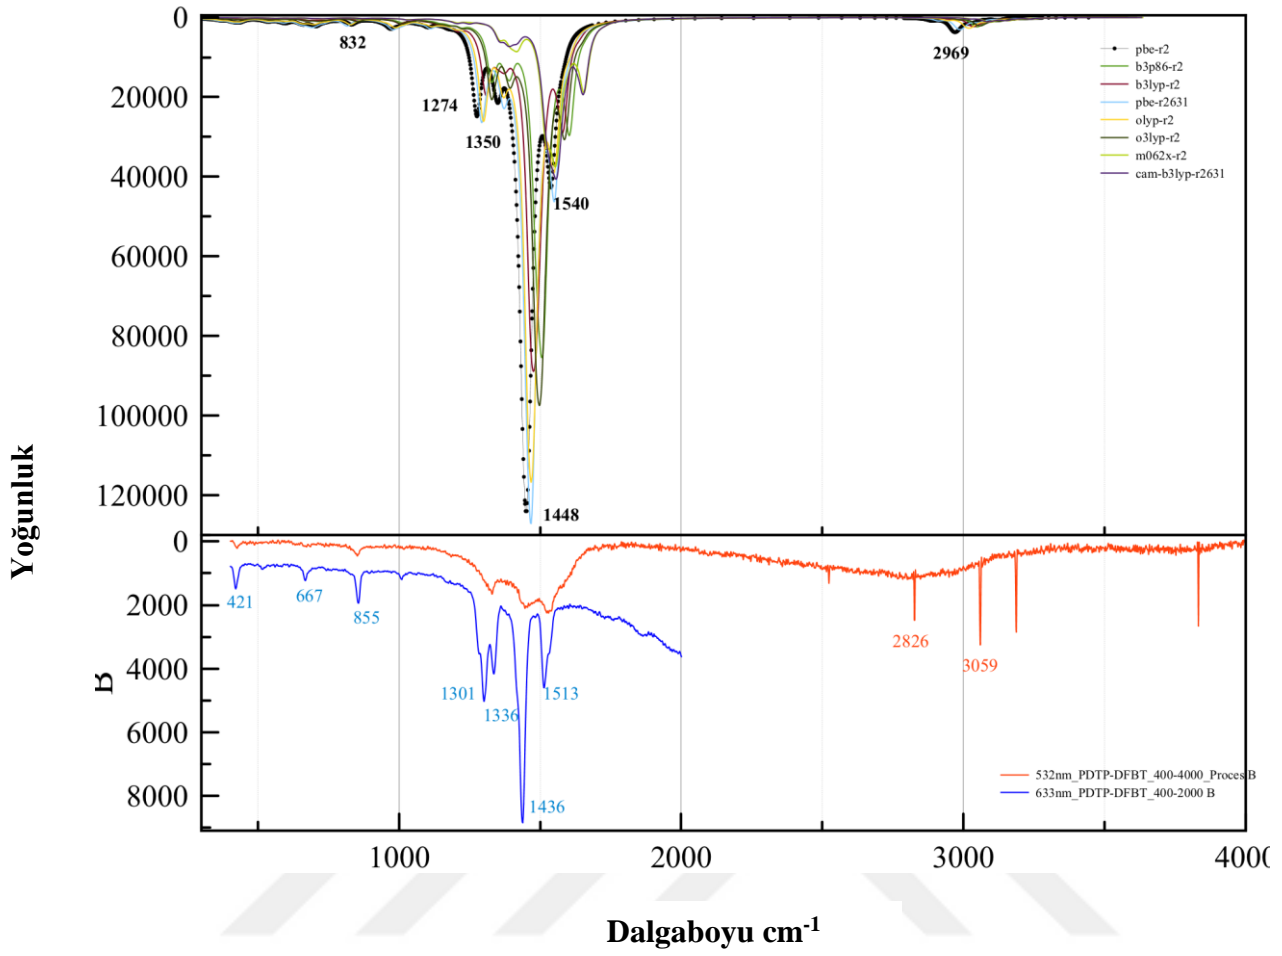 0
20000
40000
60000
80000
100000
120000
832
1274
1350
1540
1448
2969
pbe-r2
b3p86-r2
b3lyp-r2
pbe-r2631
olyp-r2
o3lyp-r2
m062x-r2
cam-b3lyp-r2631
Yoğunluk
B
0
2000
4000
6000
8000
421
667
855
1301
1336
1436
1513
2826
3059
532nm_PDTP-DFBT_400-4000_Proces B
633nm_PDTP-DFBT_400-2000 B
1000
2000
3000
4000
Dalgaboyu cm-1